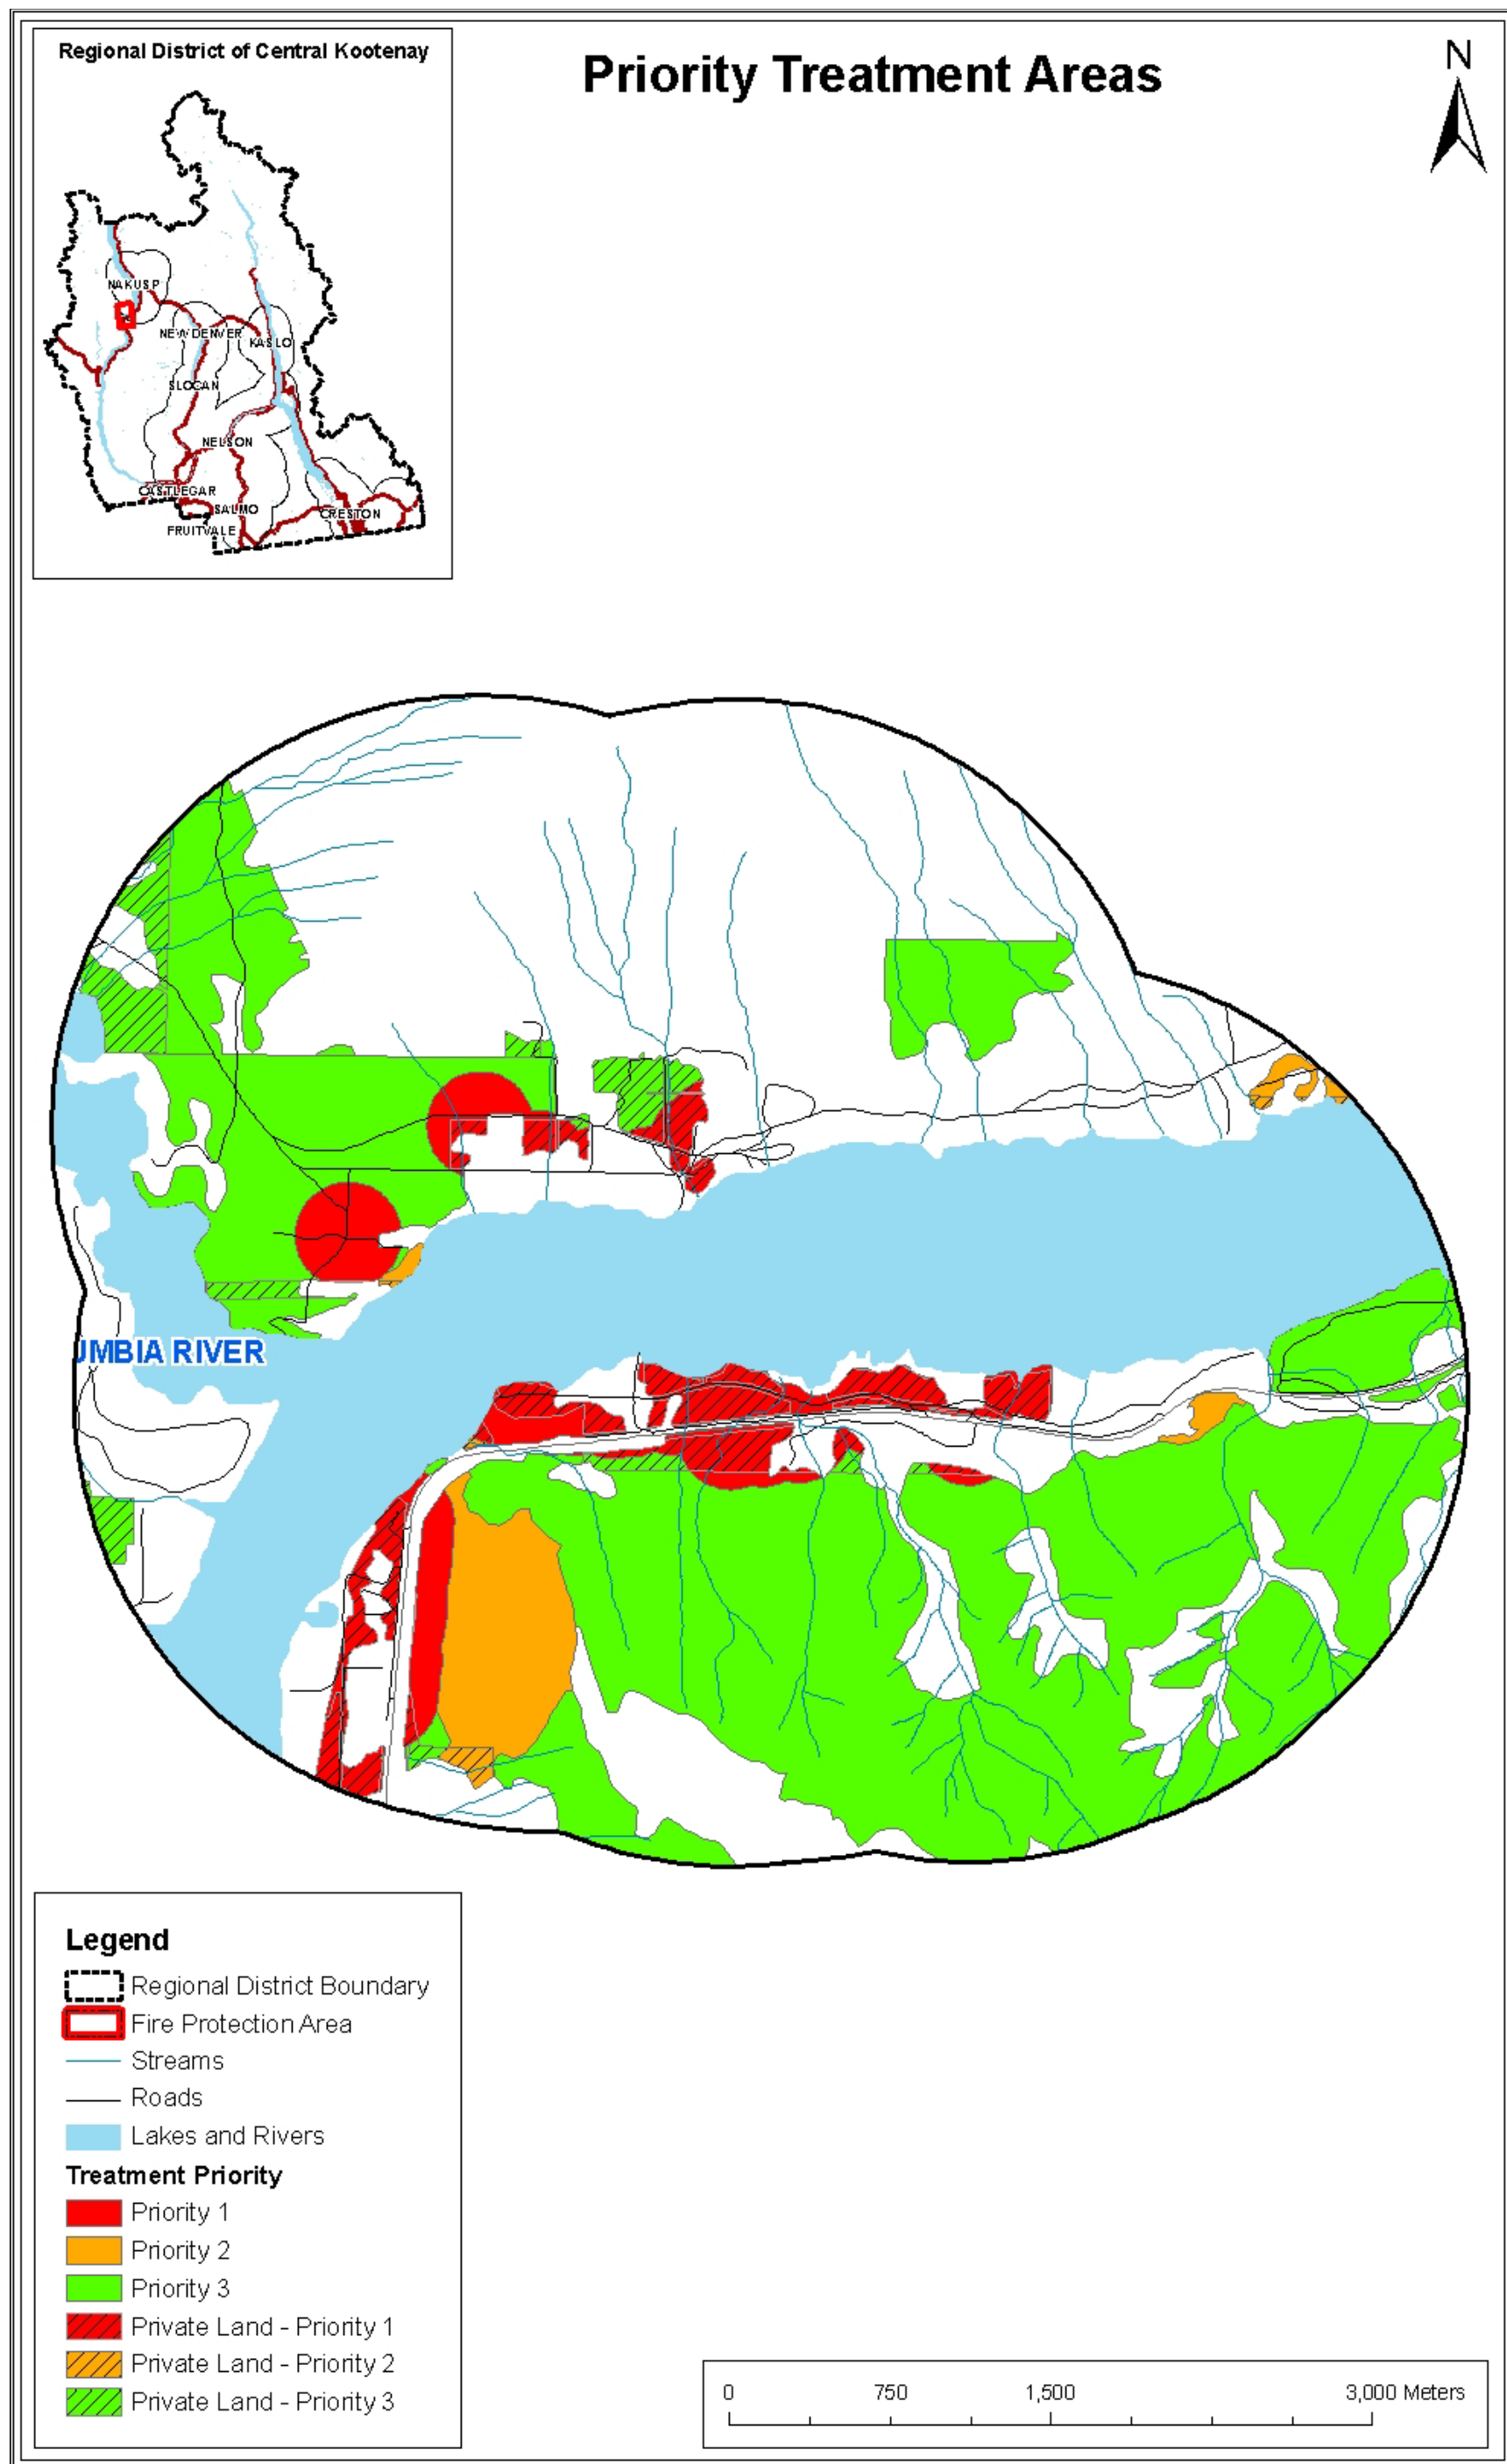 Regional District of Central Kootenay
Priority Treatment Areas
N
NAKUSP
NEW DENVER
KASLO
SLOCAN
NELSON
CASTLEGAR
SALMO
CRESTON
FRUITVALE
UMBIA RIVER
Legend
Regional District Boundary
Fire Protection Area
Streams
Roads
Lakes and Rivers
Treatment Priority
Priority 1
Priority 2
Priority 3
Private Land - Priority 1
Private Land - Priority 2
Private Land - Priority 3
0 750 1,500 3,000 Meters